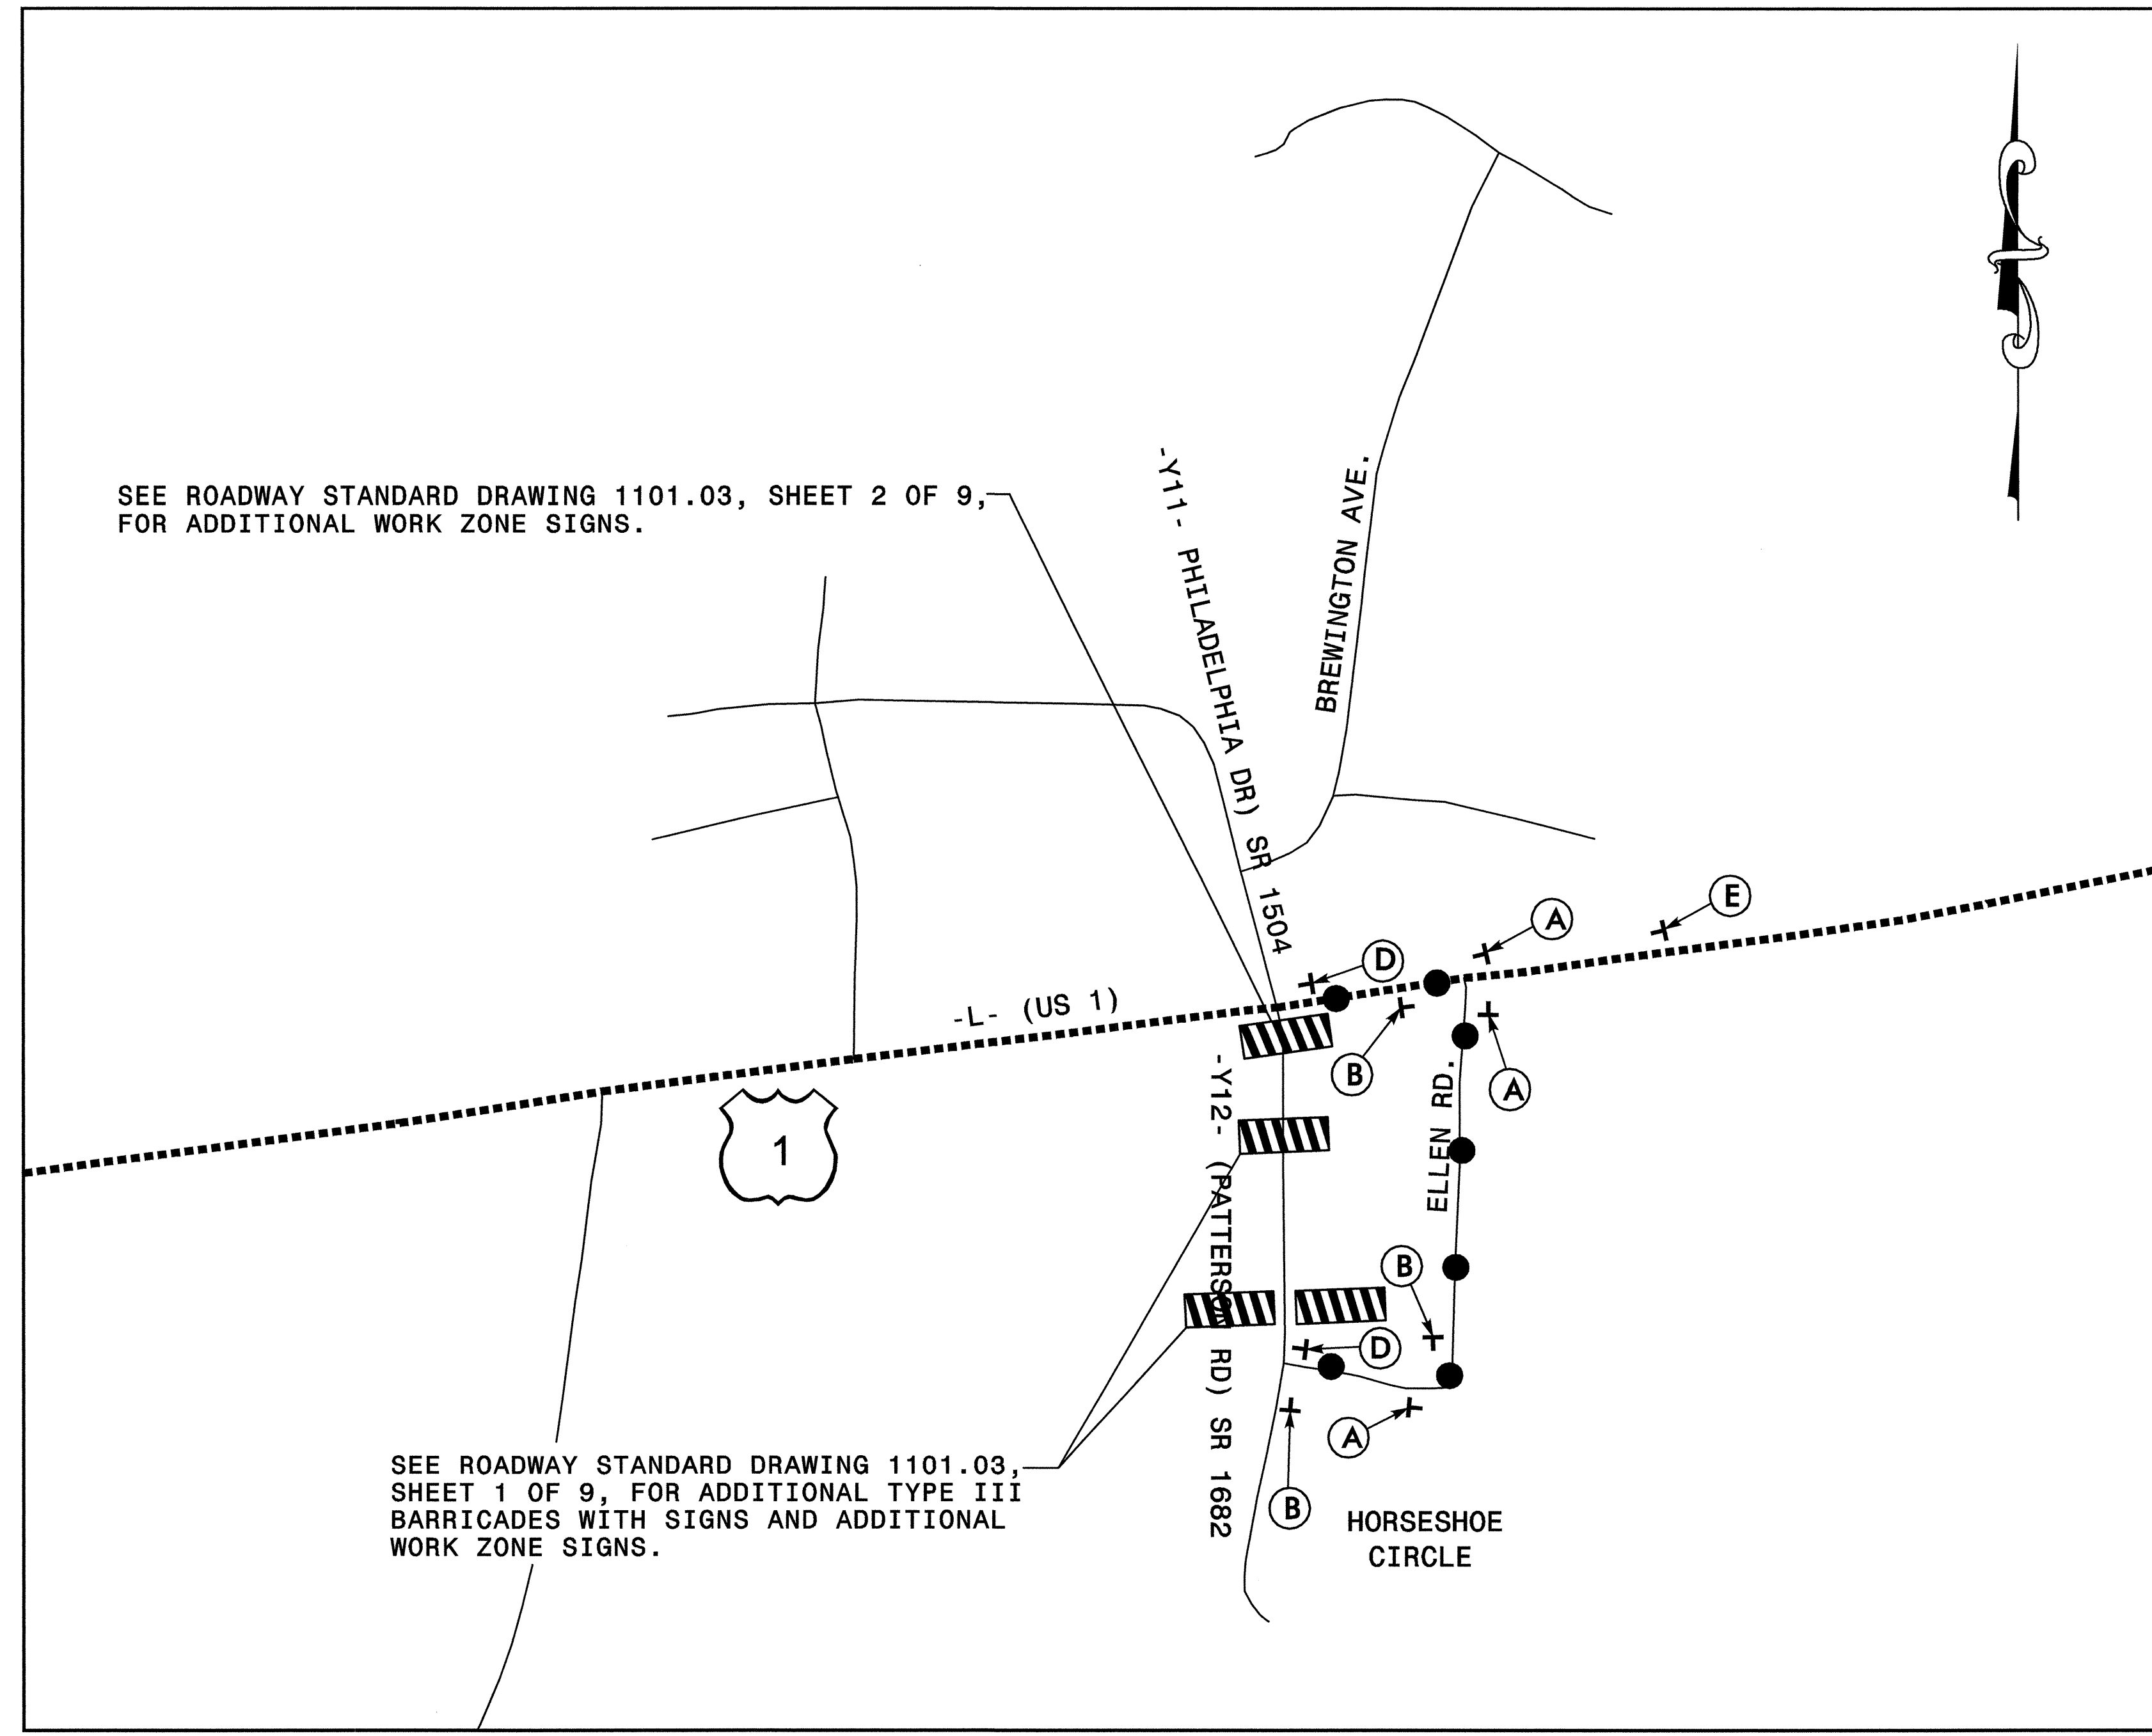 SEE ROADWAY STANDARD DRAWING 1101.03, SHEET 2 OF 9,
FOR ADDITIONAL WORK ZONE SIGNS.
-Y11- PHILADELPHIA DR) SR 1504
BREWINGTON AVE.
E
A
D
-L- (US 1)
B
A
1
-Y12- (PATTERSON RD) SR 1682
ELLEN RD.
B
D
A
B
SEE ROADWAY STANDARD DRAWING 1101.03,
SHEET 1 OF 9, FOR ADDITIONAL TYPE III
BARRICADES WITH SIGNS AND ADDITIONAL
WORK ZONE SIGNS.
HORSESHOE
CIRCLE